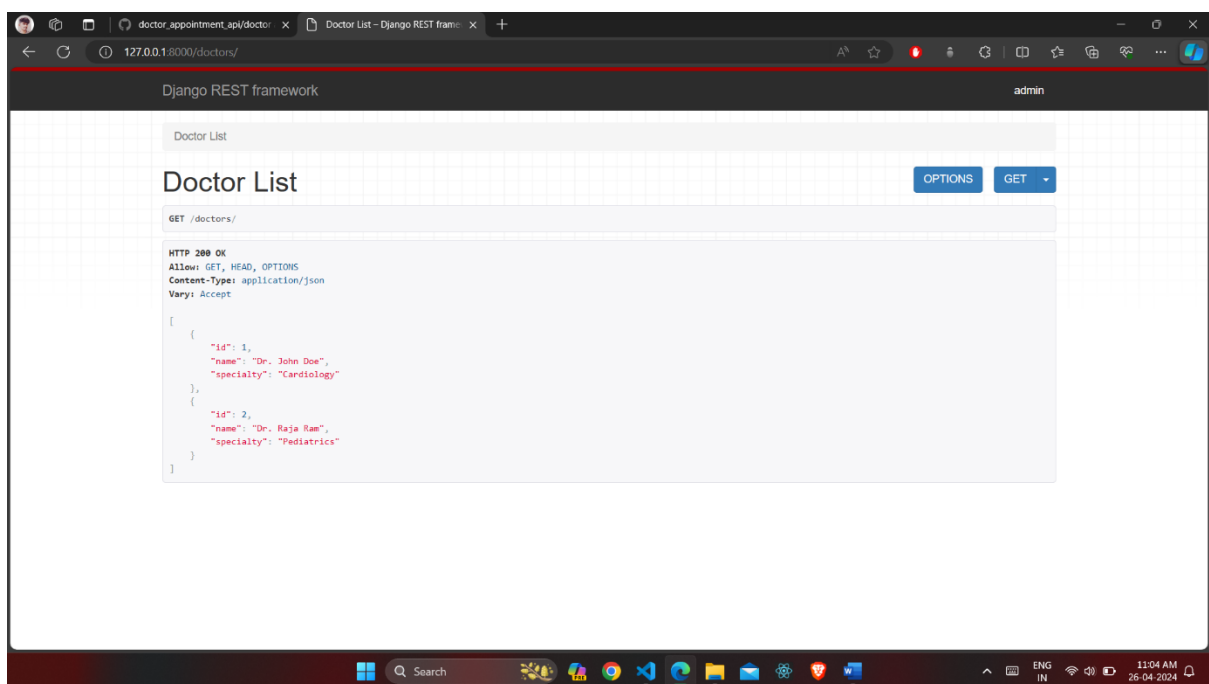 doctor_appointment_api/doctor
Doctor List – Django REST frame
127.0.0.1:8000/doctors/
Django REST framework
admin
Doctor List
Doctor List
OPTIONS
GET
GET /doctors/
HTTP 200 OK
Allow: GET, HEAD, OPTIONS
Content-Type: application/json
Vary: Accept
[
    {
        "id": 1,
        "name": "Dr. John Doe",
        "specialty": "Cardiology"
    },
    {
        "id": 2,
        "name": "Dr. Raja Ram",
        "specialty": "Pediatrics"
    }
]
Search
ENG
IN
11:04 AM
26-04-2024